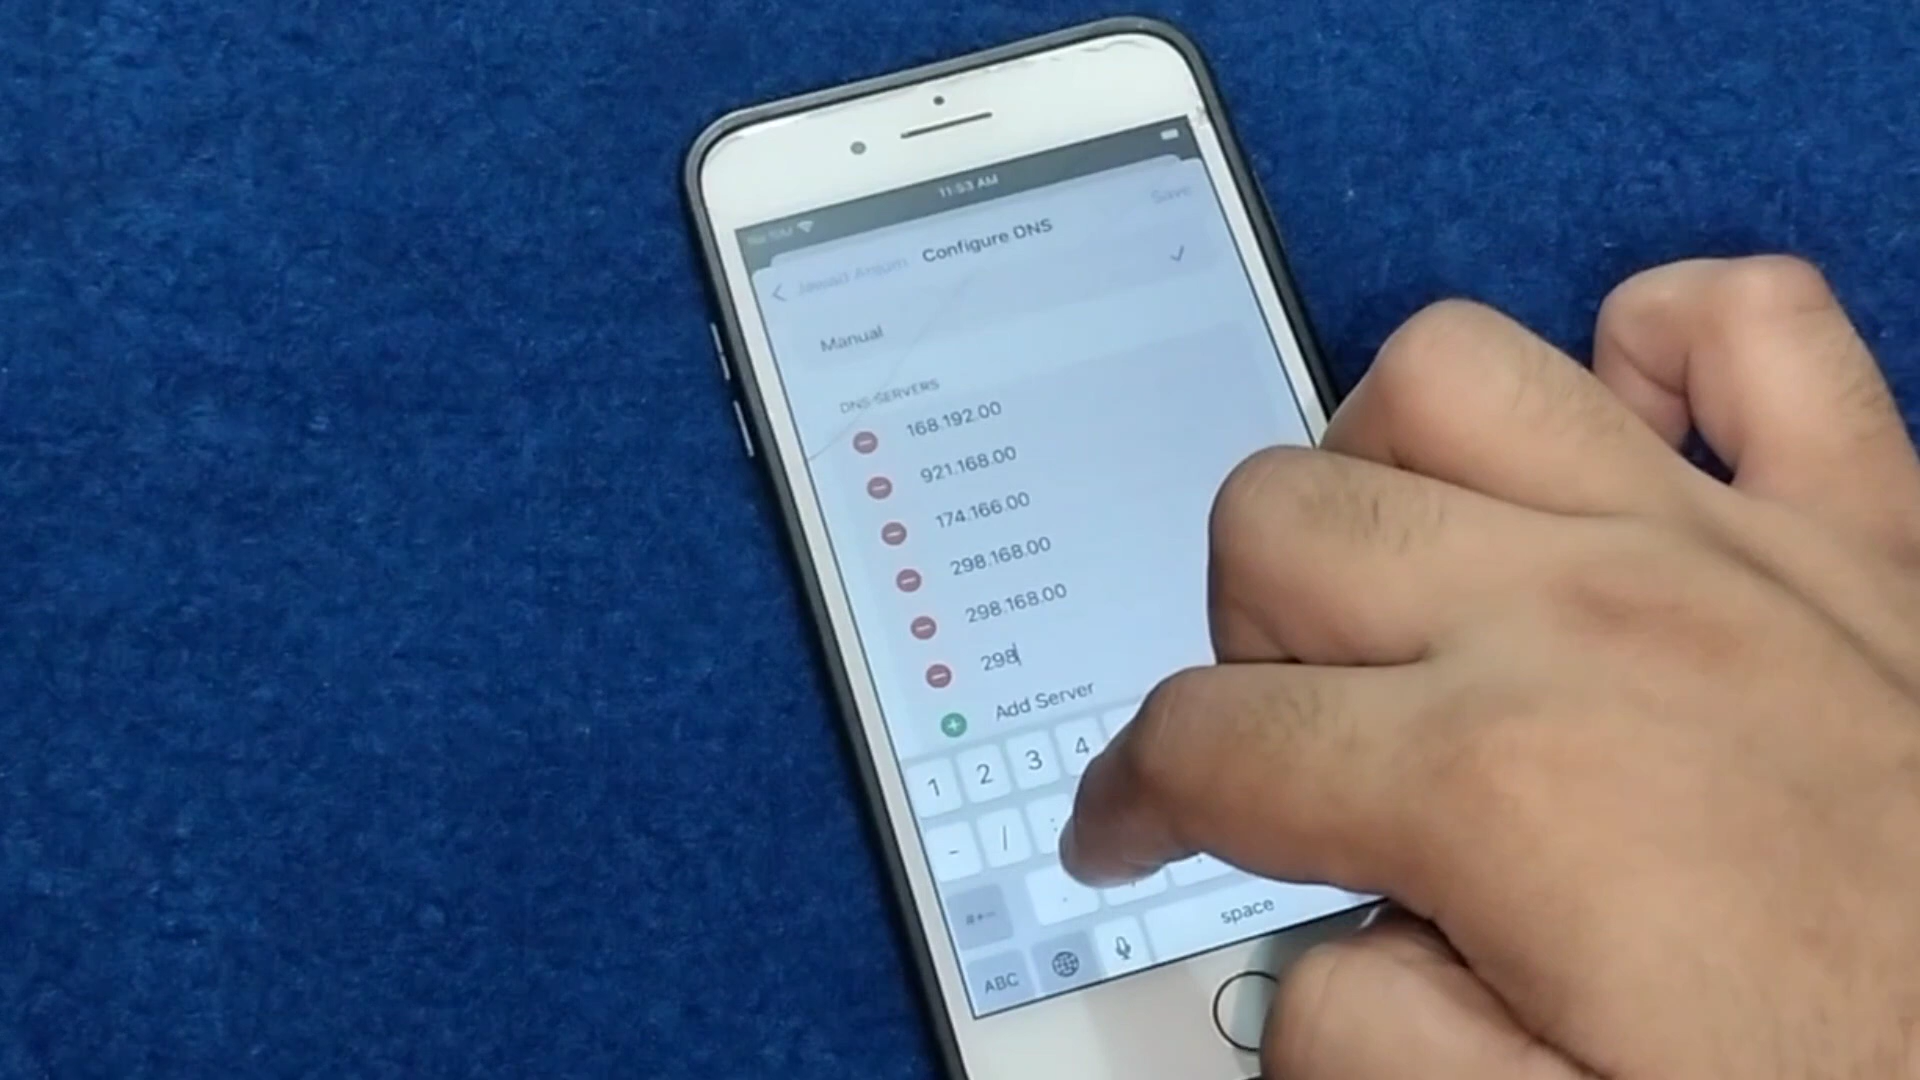 11:53 AM
Save
Configure DNS
Manual
DNS SERVERS
168.192.00
921.168.00
174.166.00
298.168.00
298.168.00
298
Add Server
1 2 3 4
- / :
#+=
.
space
ABC